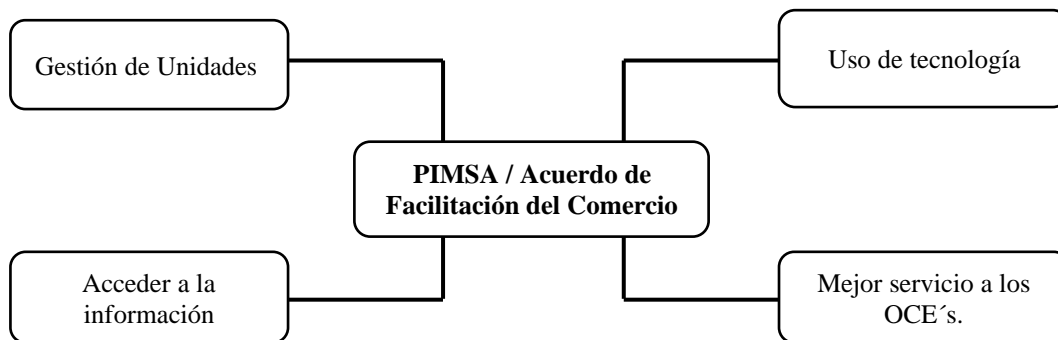 Gestión de Unidades
Uso de tecnología
PIMSA / Acuerdo de
Facilitación del Comercio
Acceder a la
información
Mejor servicio a los
OCE´s.